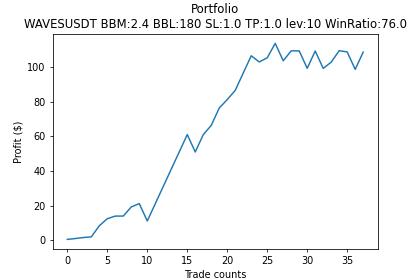 Portfolio
WAVESUSDT BBM:2.4 BBL:180 SL:1.0 TP:1.0 lev:10 WinRatio:76.0
Profit ($)
100
80
60
40
20
0
0 5 10 15 20 25 30 35
Trade counts